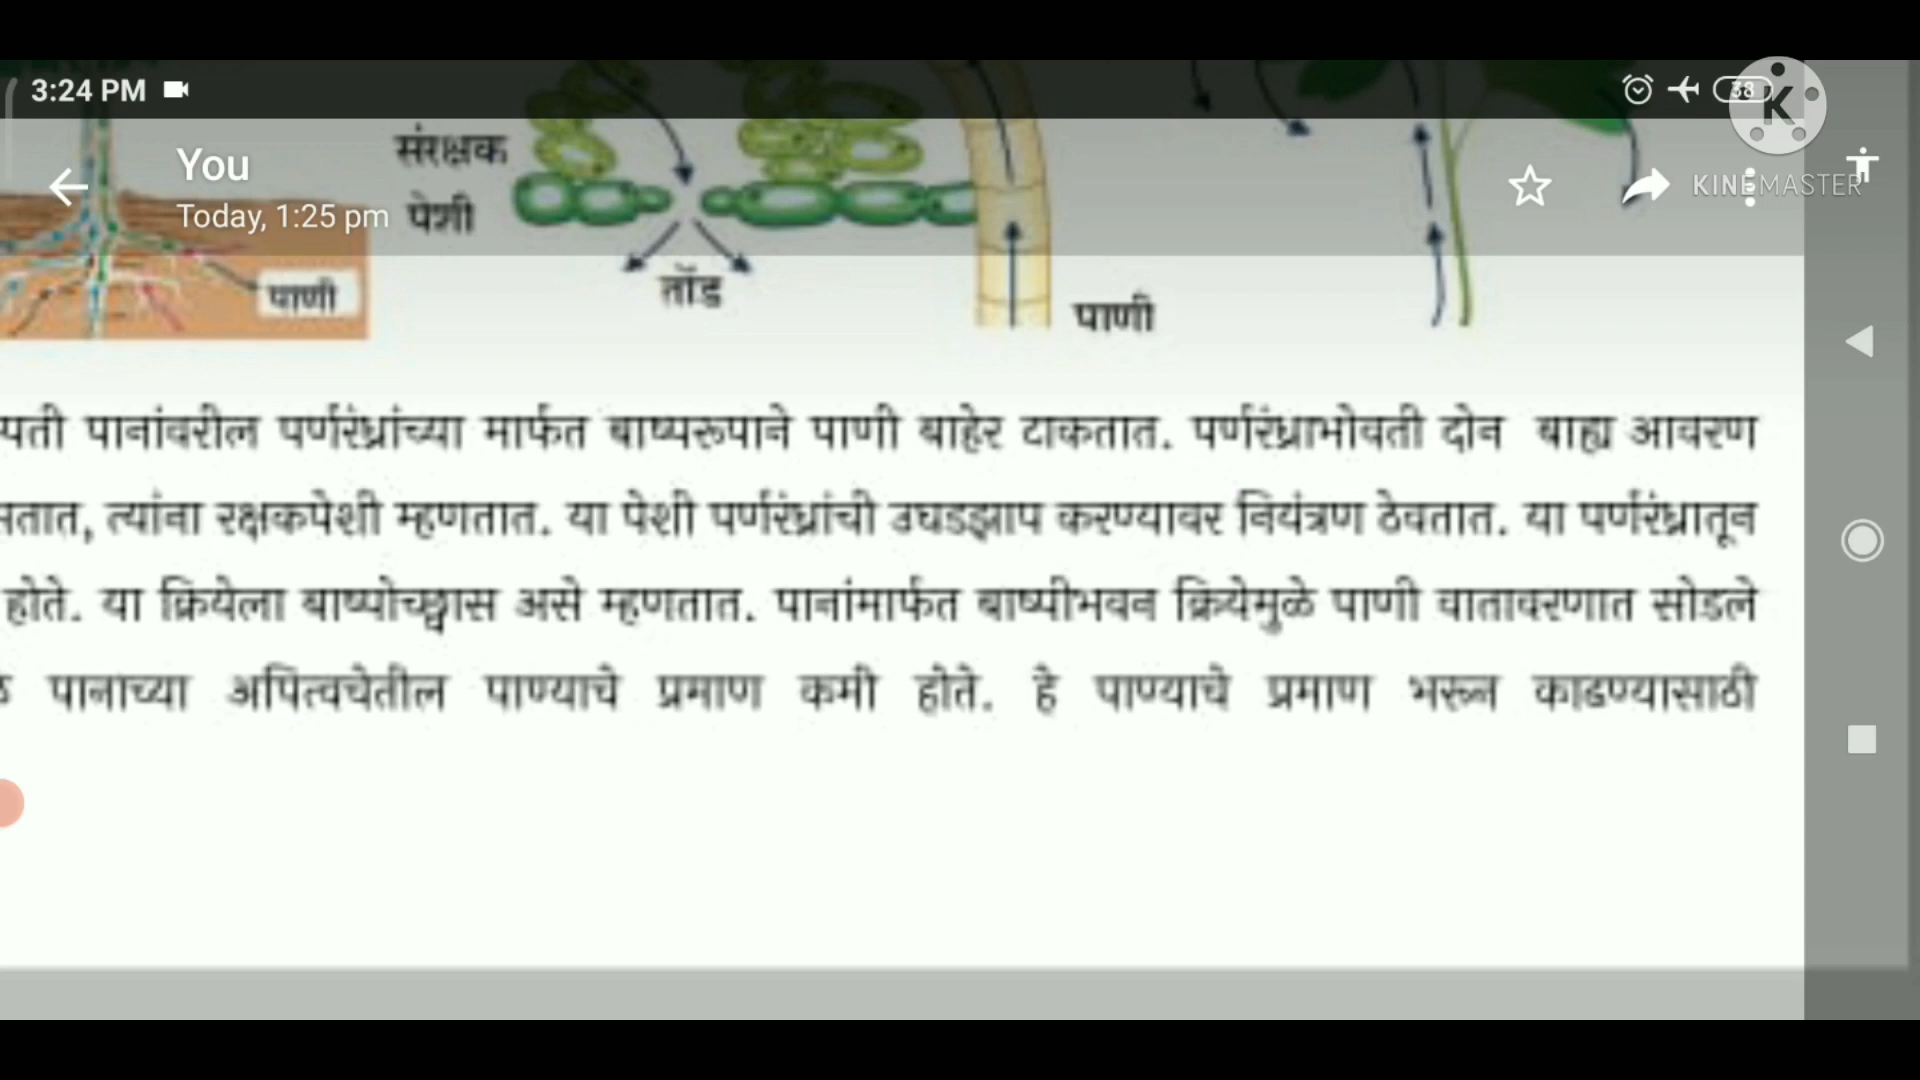 3:24 PM
38
K
KINEMASTER
You
Today, 1:25 pm
संरक्षक
पेशी
पाणी
तोंड
पाणी
पती पानांवरील पर्णरंध्रांच्या मार्फत बाष्परूपाने पाणी बाहेर टाकतात. पर्णरंध्राभोवती दोन बाह्य आवरण
सतात, त्यांना रक्षकपेशी म्हणतात. या पेशी पर्णरंध्रांची उघडझाप करण्यावर नियंत्रण ठेवतात. या पर्णरंध्रातून
होते. या क्रियेला बाष्पोच्छ्वास असे म्हणतात. पानांमार्फत बाष्पीभवन क्रियेमुळे पाणी वातावरणात सोडले
पानाच्या अपित्वचेतील पाण्याचे प्रमाण कमी होते. हे पाण्याचे प्रमाण भरून काढण्यासाठी